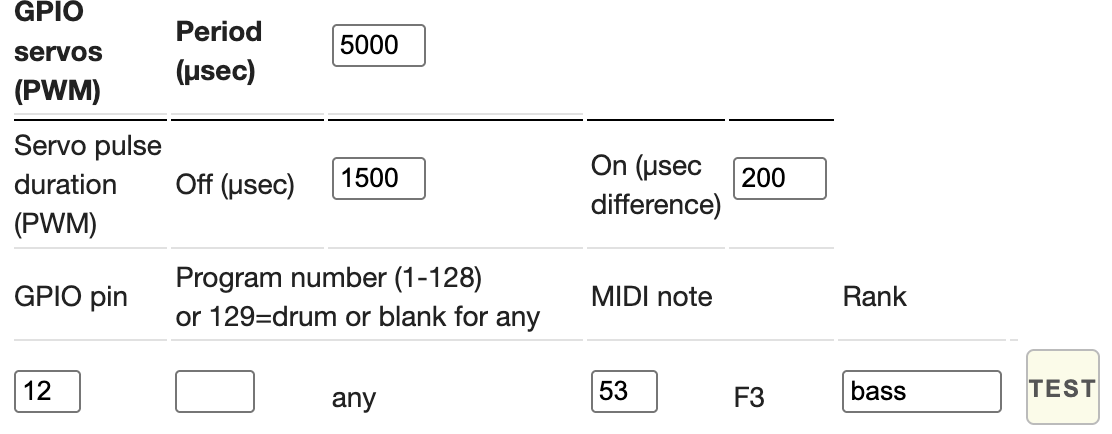 GPIO
servos
(PWM)
Period
(µsec)
5000
Servo pulse
duration
(PWM)
Off (µsec)
1500
On (µsec
difference)
200
GPIO pin
Program number (1-128)
or 129=drum or blank for any
MIDI note
Rank
12
any
53
F3
bass
TEST